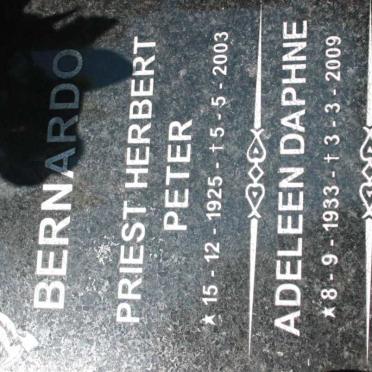 BERNARDO
PRIEST HERBERT
PETER
★ 15 - 12 - 1925 - † 5 - 5 - 2003
ADELEEN DAPHNE
★ 8 - 9 - 1933 - † 3 - 3 - 2009